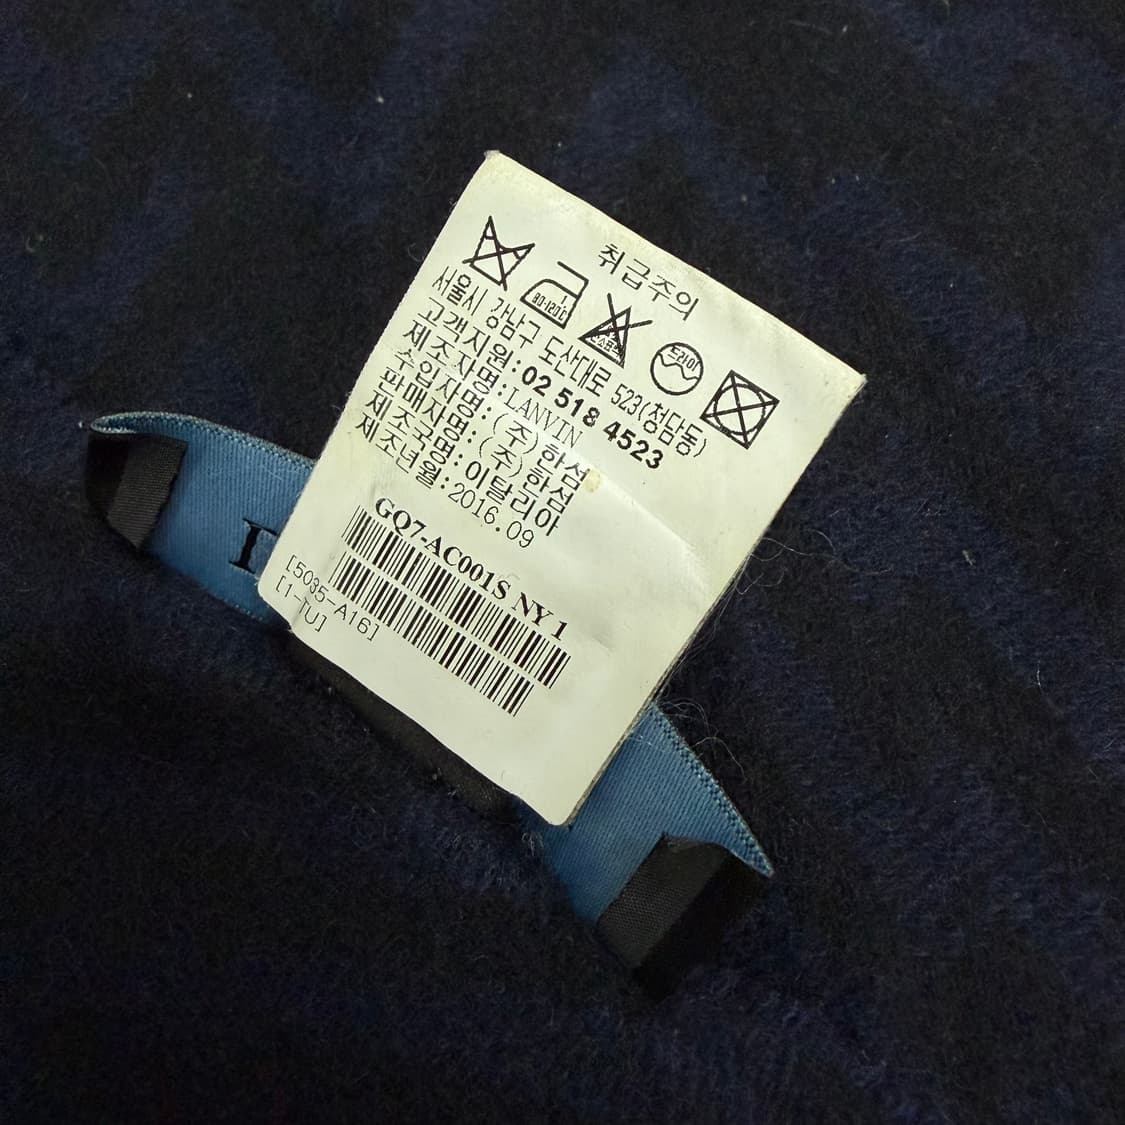 취급주의
80-120℃
드라이
서울시 강남구 도산대로 523(청담동)
고객지원:02 518 4523
제조자명:LANVIN
수입자명:(주)한섬
판매사명:(주)한섬
제조국명:이탈리아
제조년월:2016.09
GQ7-AC001S NY 1
[5035-A16]
[1-TU]